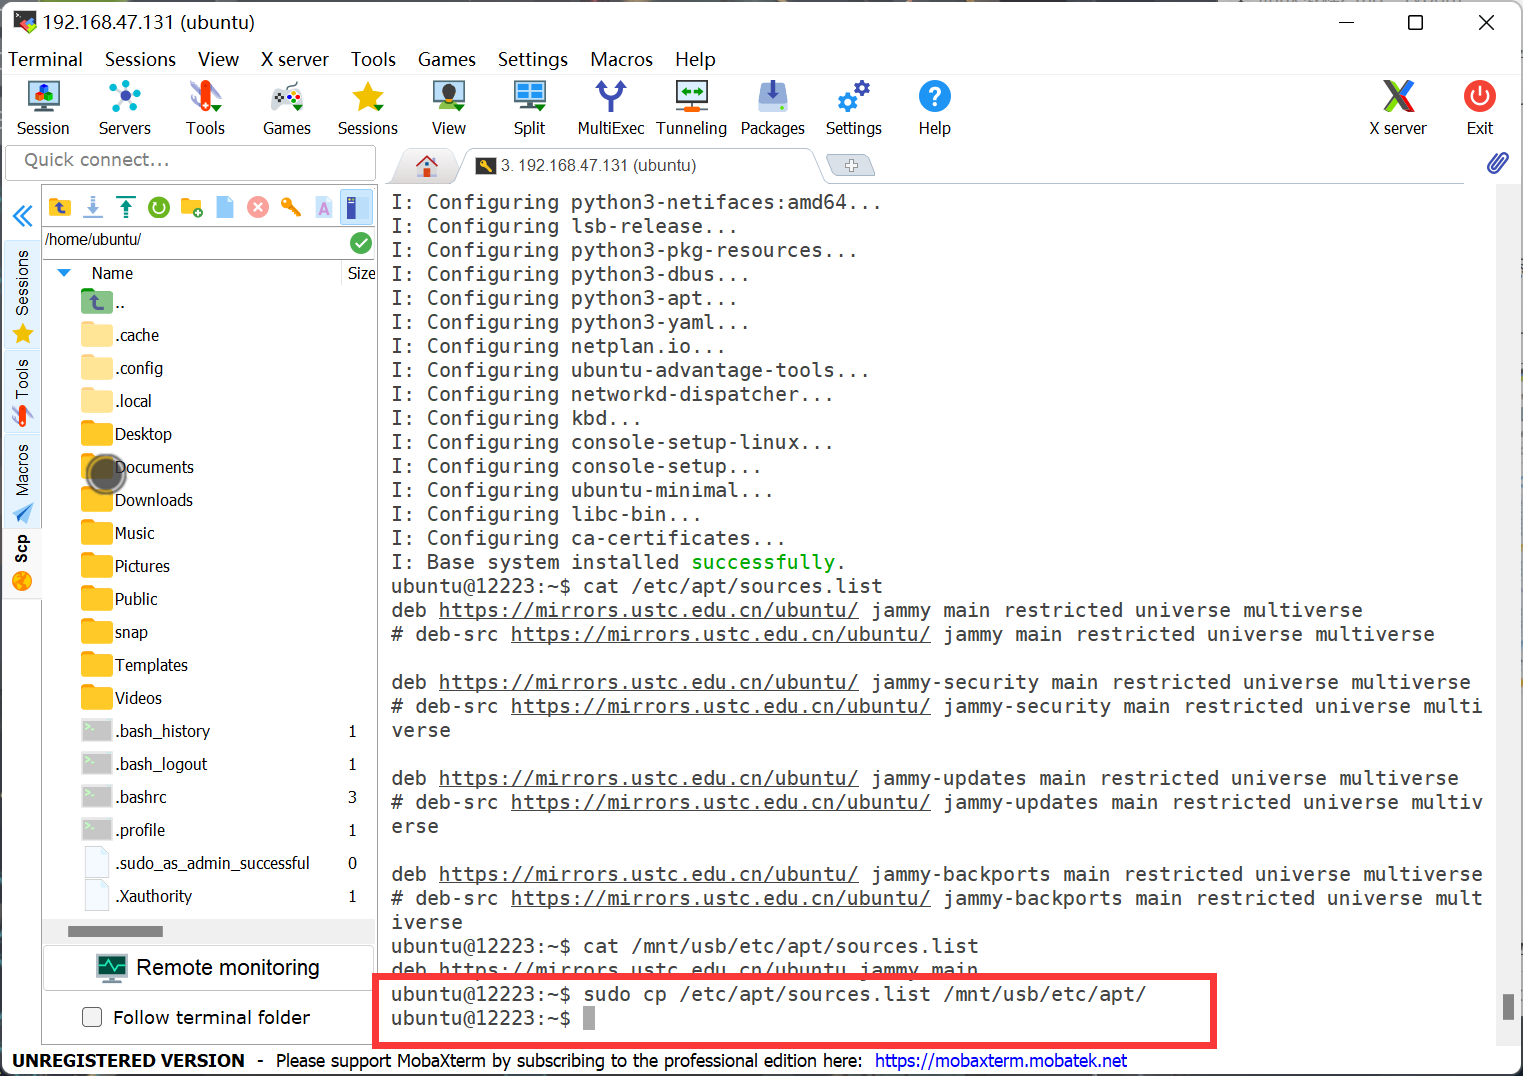 192.168.47.131 (ubuntu)
Terminal Sessions View X server Tools Games Settings Macros Help
Session Servers Tools Games Sessions View Split MultiExec Tunneling Packages Settings Help X server Exit
Quick connect...
3. 192.168.47.131 (ubuntu)
/home/ubuntu/
Name Size
..
.cache
.config
.local
Desktop
Documents
Downloads
Music
Pictures
Public
snap
Templates
Videos
.bash_history 1
.bash_logout 1
.bashrc 3
.profile 1
.sudo_as_admin_successful 0
.Xauthority 1
Sessions
Tools
Macros
Scp
Remote monitoring
Follow terminal folder
I: Configuring python3-netifaces:amd64...
I: Configuring lsb-release...
I: Configuring python3-pkg-resources...
I: Configuring python3-dbus...
I: Configuring python3-apt...
I: Configuring python3-yaml...
I: Configuring netplan.io...
I: Configuring ubuntu-advantage-tools...
I: Configuring networkd-dispatcher...
I: Configuring kbd...
I: Configuring console-setup-linux...
I: Configuring console-setup...
I: Configuring ubuntu-minimal...
I: Configuring libc-bin...
I: Configuring ca-certificates...
I: Base system installed successfully.
ubuntu@12223:~$ cat /etc/apt/sources.list
deb https://mirrors.ustc.edu.cn/ubuntu/ jammy main restricted universe multiverse
# deb-src https://mirrors.ustc.edu.cn/ubuntu/ jammy main restricted universe multiverse
deb https://mirrors.ustc.edu.cn/ubuntu/ jammy-security main restricted universe multiverse
# deb-src https://mirrors.ustc.edu.cn/ubuntu/ jammy-security main restricted universe multi
verse
deb https://mirrors.ustc.edu.cn/ubuntu/ jammy-updates main restricted universe multiverse
# deb-src https://mirrors.ustc.edu.cn/ubuntu/ jammy-updates main restricted universe multiv
erse
deb https://mirrors.ustc.edu.cn/ubuntu/ jammy-backports main restricted universe multiverse
# deb-src https://mirrors.ustc.edu.cn/ubuntu/ jammy-backports main restricted universe mult
iverse
ubuntu@12223:~$ cat /mnt/usb/etc/apt/sources.list
deb https://mirrors.ustc.edu.cn/ubuntu jammy main
ubuntu@12223:~$ sudo cp /etc/apt/sources.list /mnt/usb/etc/apt/
ubuntu@12223:~$
UNREGISTERED VERSION - Please support MobaXterm by subscribing to the professional edition here: https://mobaxterm.mobatek.net